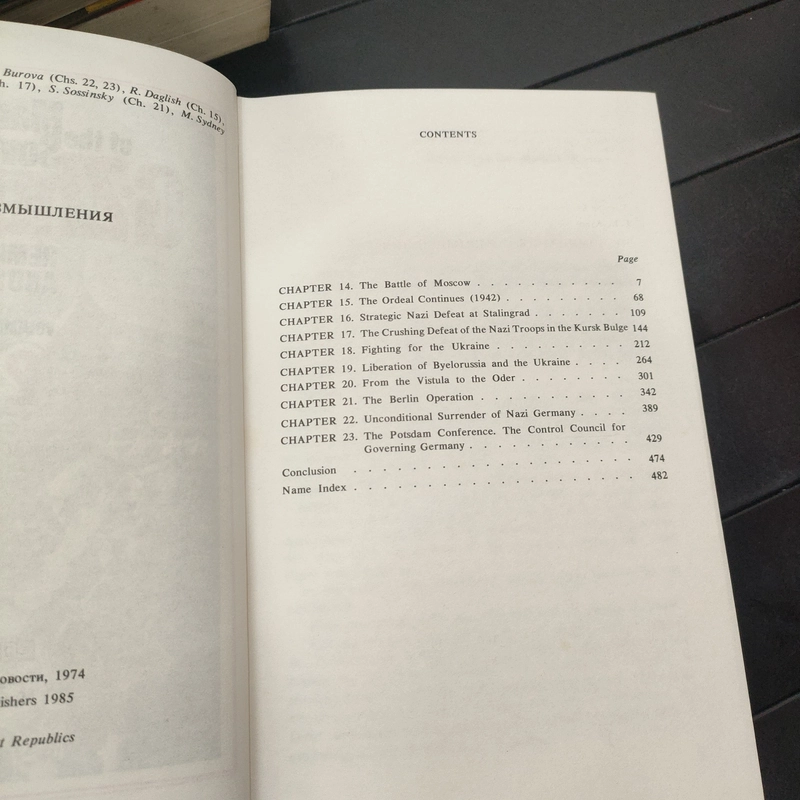 Burova (Chs. 22, 23), R. Daglish (Ch. 15),
h. 17), S. Sossinsky (Ch. 21), M. Sydney
ЗМЫШЛЕНИЯ
овости, 1974
ishers 1985
t Republics
CONTENTS
Page
CHAPTER 14. The Battle of Moscow . . . . . . . . . . . 7
CHAPTER 15. The Ordeal Continues (1942) . . . . . . . . . 68
CHAPTER 16. Strategic Nazi Defeat at Stalingrad . . . . . . . 109
CHAPTER 17. The Crushing Defeat of the Nazi Troops in the Kursk Bulge 144
CHAPTER 18. Fighting for the Ukraine . . . . . . . . . . 212
CHAPTER 19. Liberation of Byelorussia and the Ukraine . . . . 264
CHAPTER 20. From the Vistula to the Oder . . . . . . . . 301
CHAPTER 21. The Berlin Operation . . . . . . . . . . . 342
CHAPTER 22. Unconditional Surrender of Nazi Germany . . . . 389
CHAPTER 23. The Potsdam Conference. The Control Council for
Governing Germany . . . . . . . . . . . 429
Conclusion . . . . . . . . . . . . . . . . . . 474
Name Index . . . . . . . . . . . . . . . . . . 482